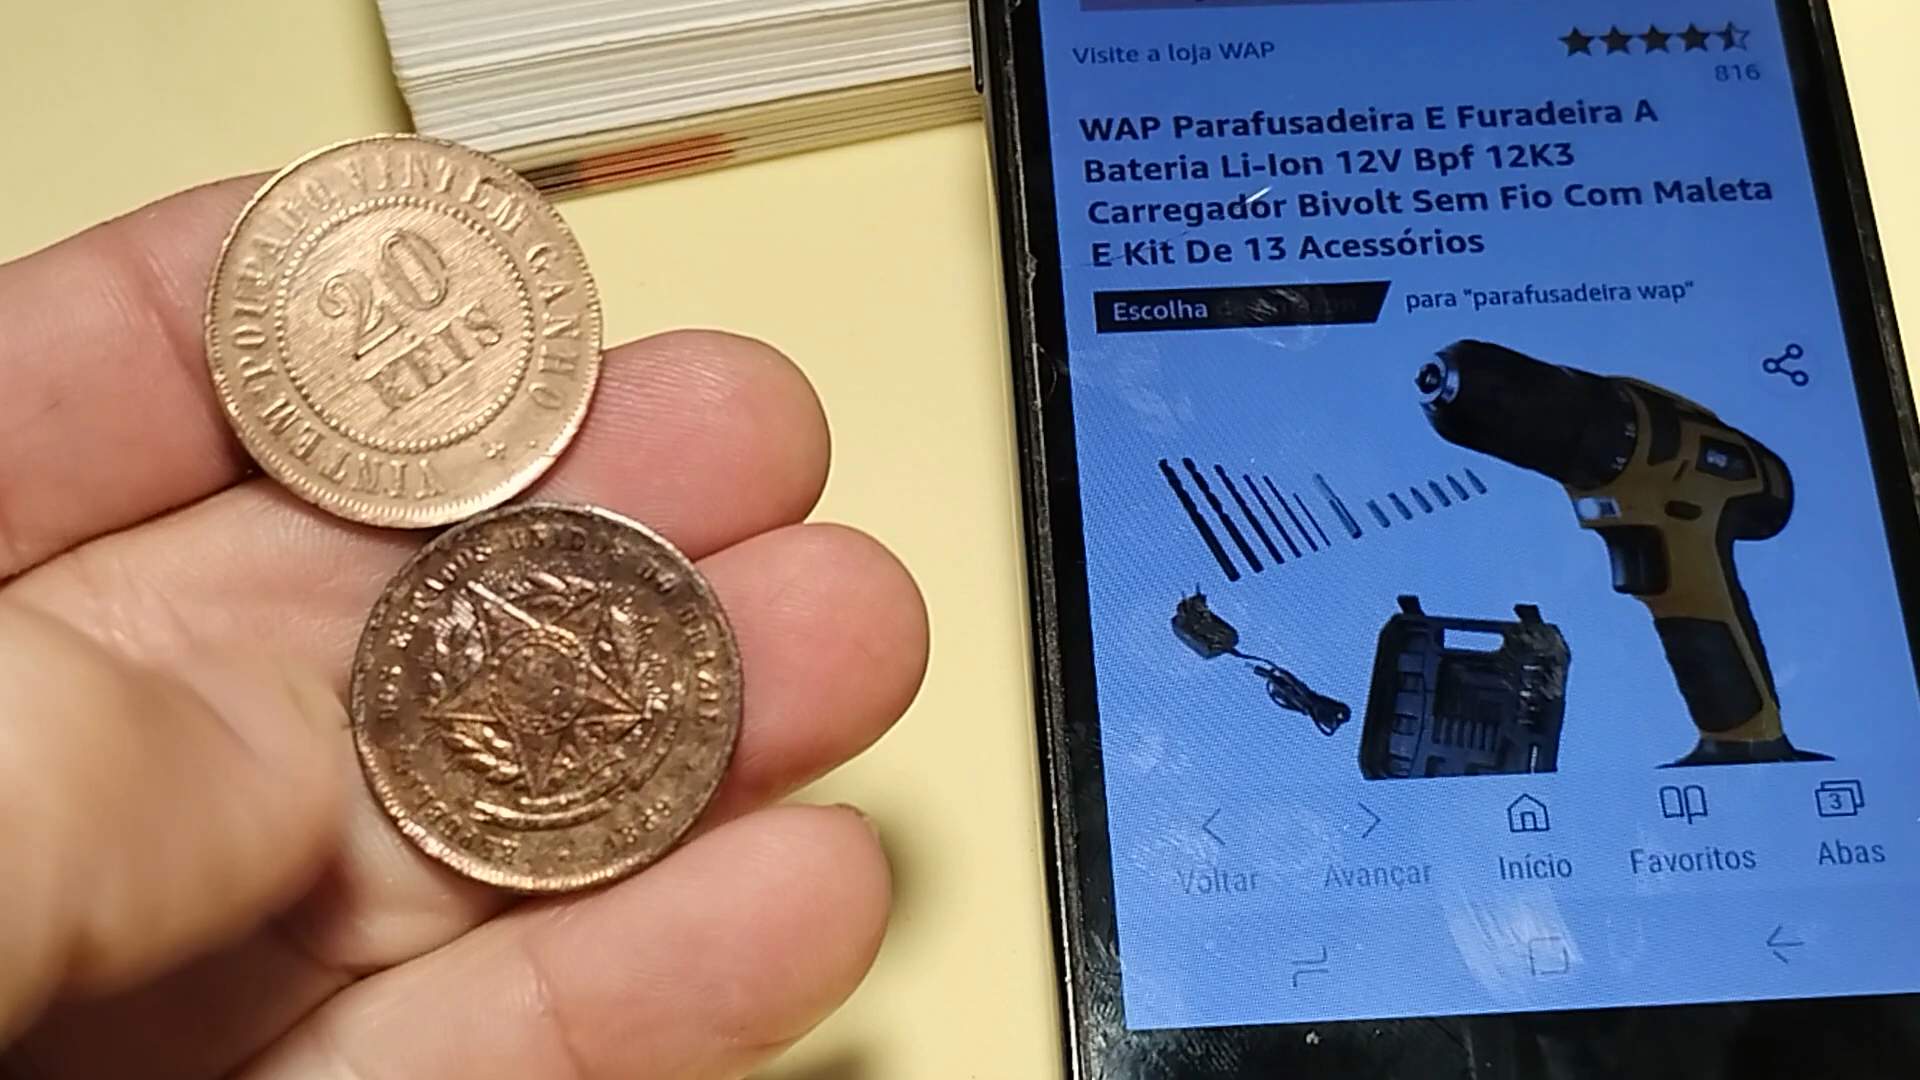 VINTEM POUPADO VINTEM GANHO
20
REIS
DOS ESTADOS UNIDOS DO BRAZIL
Visite a loja WAP
816
WAP Parafusadeira E Furadeira A
Bateria Li-Ion 12V Bpf 12K3
Carregador Bivolt Sem Fio Com Maleta
E Kit De 13 Acessórios
Escolha
para "parafusadeira wap"
3
Voltar
Avançar
Início
Favoritos
Abas